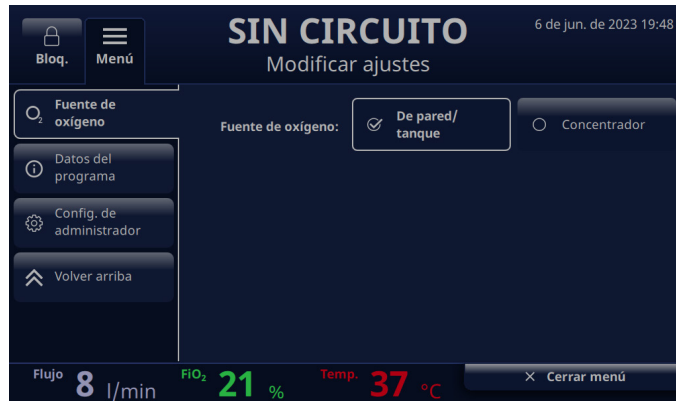 SIN CIRCUITO
Modificar ajustes
6 de jun. de 2023 19:48
Bloq.
Menú
O₂
Fuente de
oxígeno
Datos del
programa
Config. de
administrador
Volver arriba
Fuente de oxígeno:
De pared/
tanque
Concentrador
Flujo 8 l/min
FiO₂ 21 %
Temp. 37 °C
× Cerrar menú